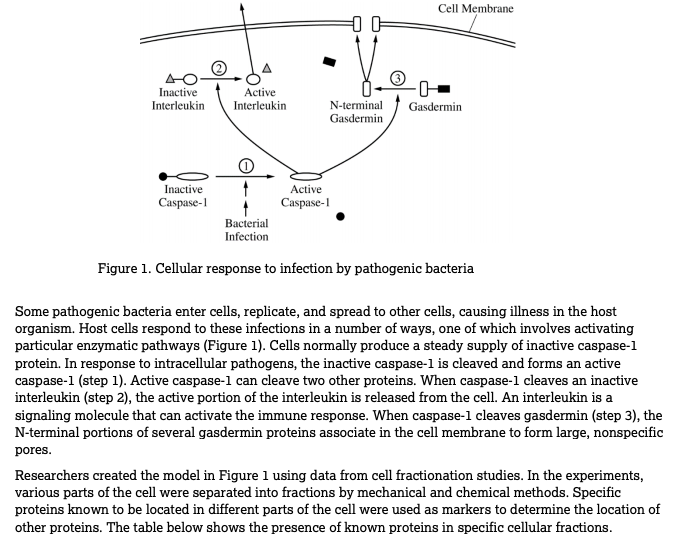 Cell Membrane
2
3
Inactive
Interleukin
Active
Interleukin
N-terminal
Gasdermin
Gasdermin
1
Inactive
Caspase-1
Active
Caspase-1
Bacterial
Infection
Figure 1. Cellular response to infection by pathogenic bacteria
Some pathogenic bacteria enter cells, replicate, and spread to other cells, causing illness in the host
organism. Host cells respond to these infections in a number of ways, one of which involves activating
particular enzymatic pathways (Figure 1). Cells normally produce a steady supply of inactive caspase-1
protein. In response to intracellular pathogens, the inactive caspase-1 is cleaved and forms an active
caspase-1 (step 1). Active caspase-1 can cleave two other proteins. When caspase-1 cleaves an inactive
interleukin (step 2), the active portion of the interleukin is released from the cell. An interleukin is a
signaling molecule that can activate the immune response. When caspase-1 cleaves gasdermin (step 3), the
N-terminal portions of several gasdermin proteins associate in the cell membrane to form large, nonspecific
pores.
Researchers created the model in Figure 1 using data from cell fractionation studies. In the experiments,
various parts of the cell were separated into fractions by mechanical and chemical methods. Specific
proteins known to be located in different parts of the cell were used as markers to determine the location of
other proteins. The table below shows the presence of known proteins in specific cellular fractions.